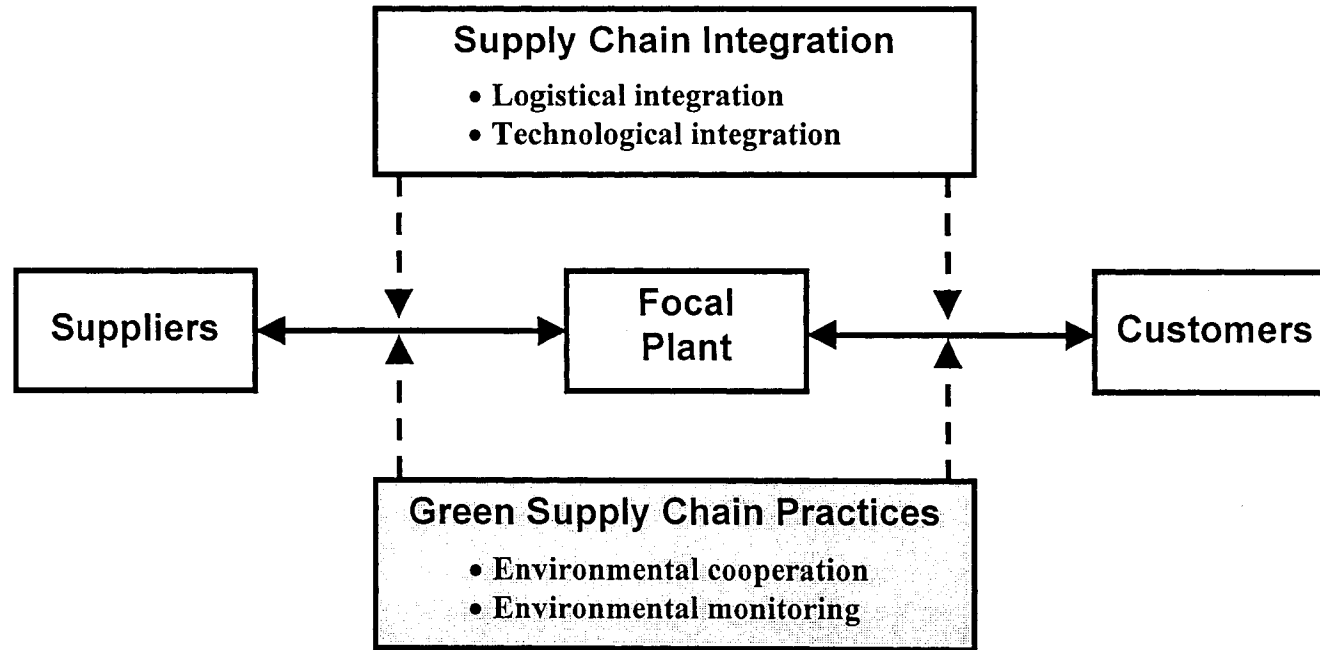 Supply Chain Integration
• Logistical integration
• Technological integration
Suppliers
Focal
Plant
Customers
Green Supply Chain Practices
• Environmental cooperation
• Environmental monitoring